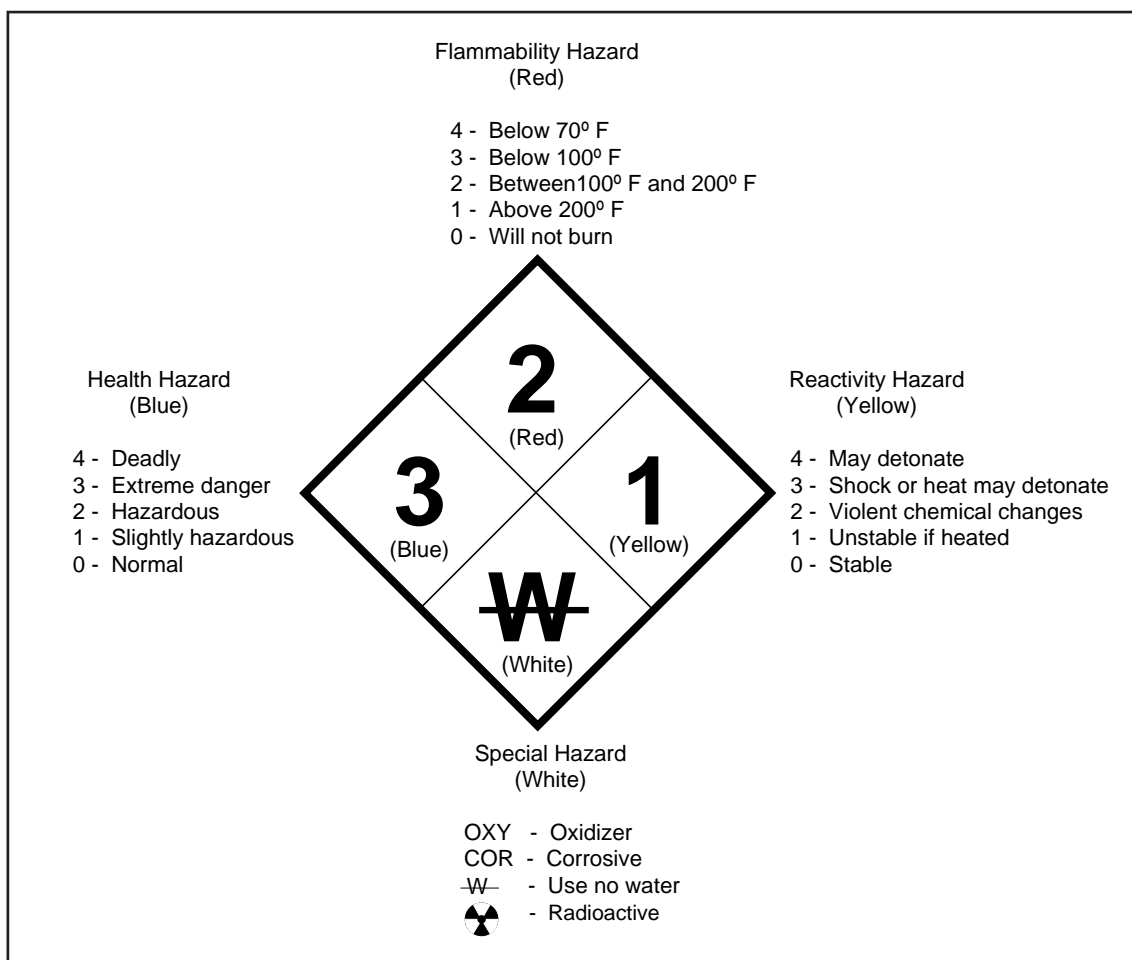 Flammability Hazard
(Red)
4 - Below 70º F
3 - Below 100º F
2 - Between100º F and 200º F
1 - Above 200º F
0 - Will not burn
Health Hazard
(Blue)
4 - Deadly
3 - Extreme danger
2 - Hazardous
1 - Slightly hazardous
0 - Normal
2
(Red)
3
(Blue)
1
(Yellow)
W
(White)
Reactivity Hazard
(Yellow)
4 - May detonate
3 - Shock or heat may detonate
2 - Violent chemical changes
1 - Unstable if heated
0 - Stable
Special Hazard
(White)
OXY - Oxidizer
COR - Corrosive
W - Use no water
- Radioactive